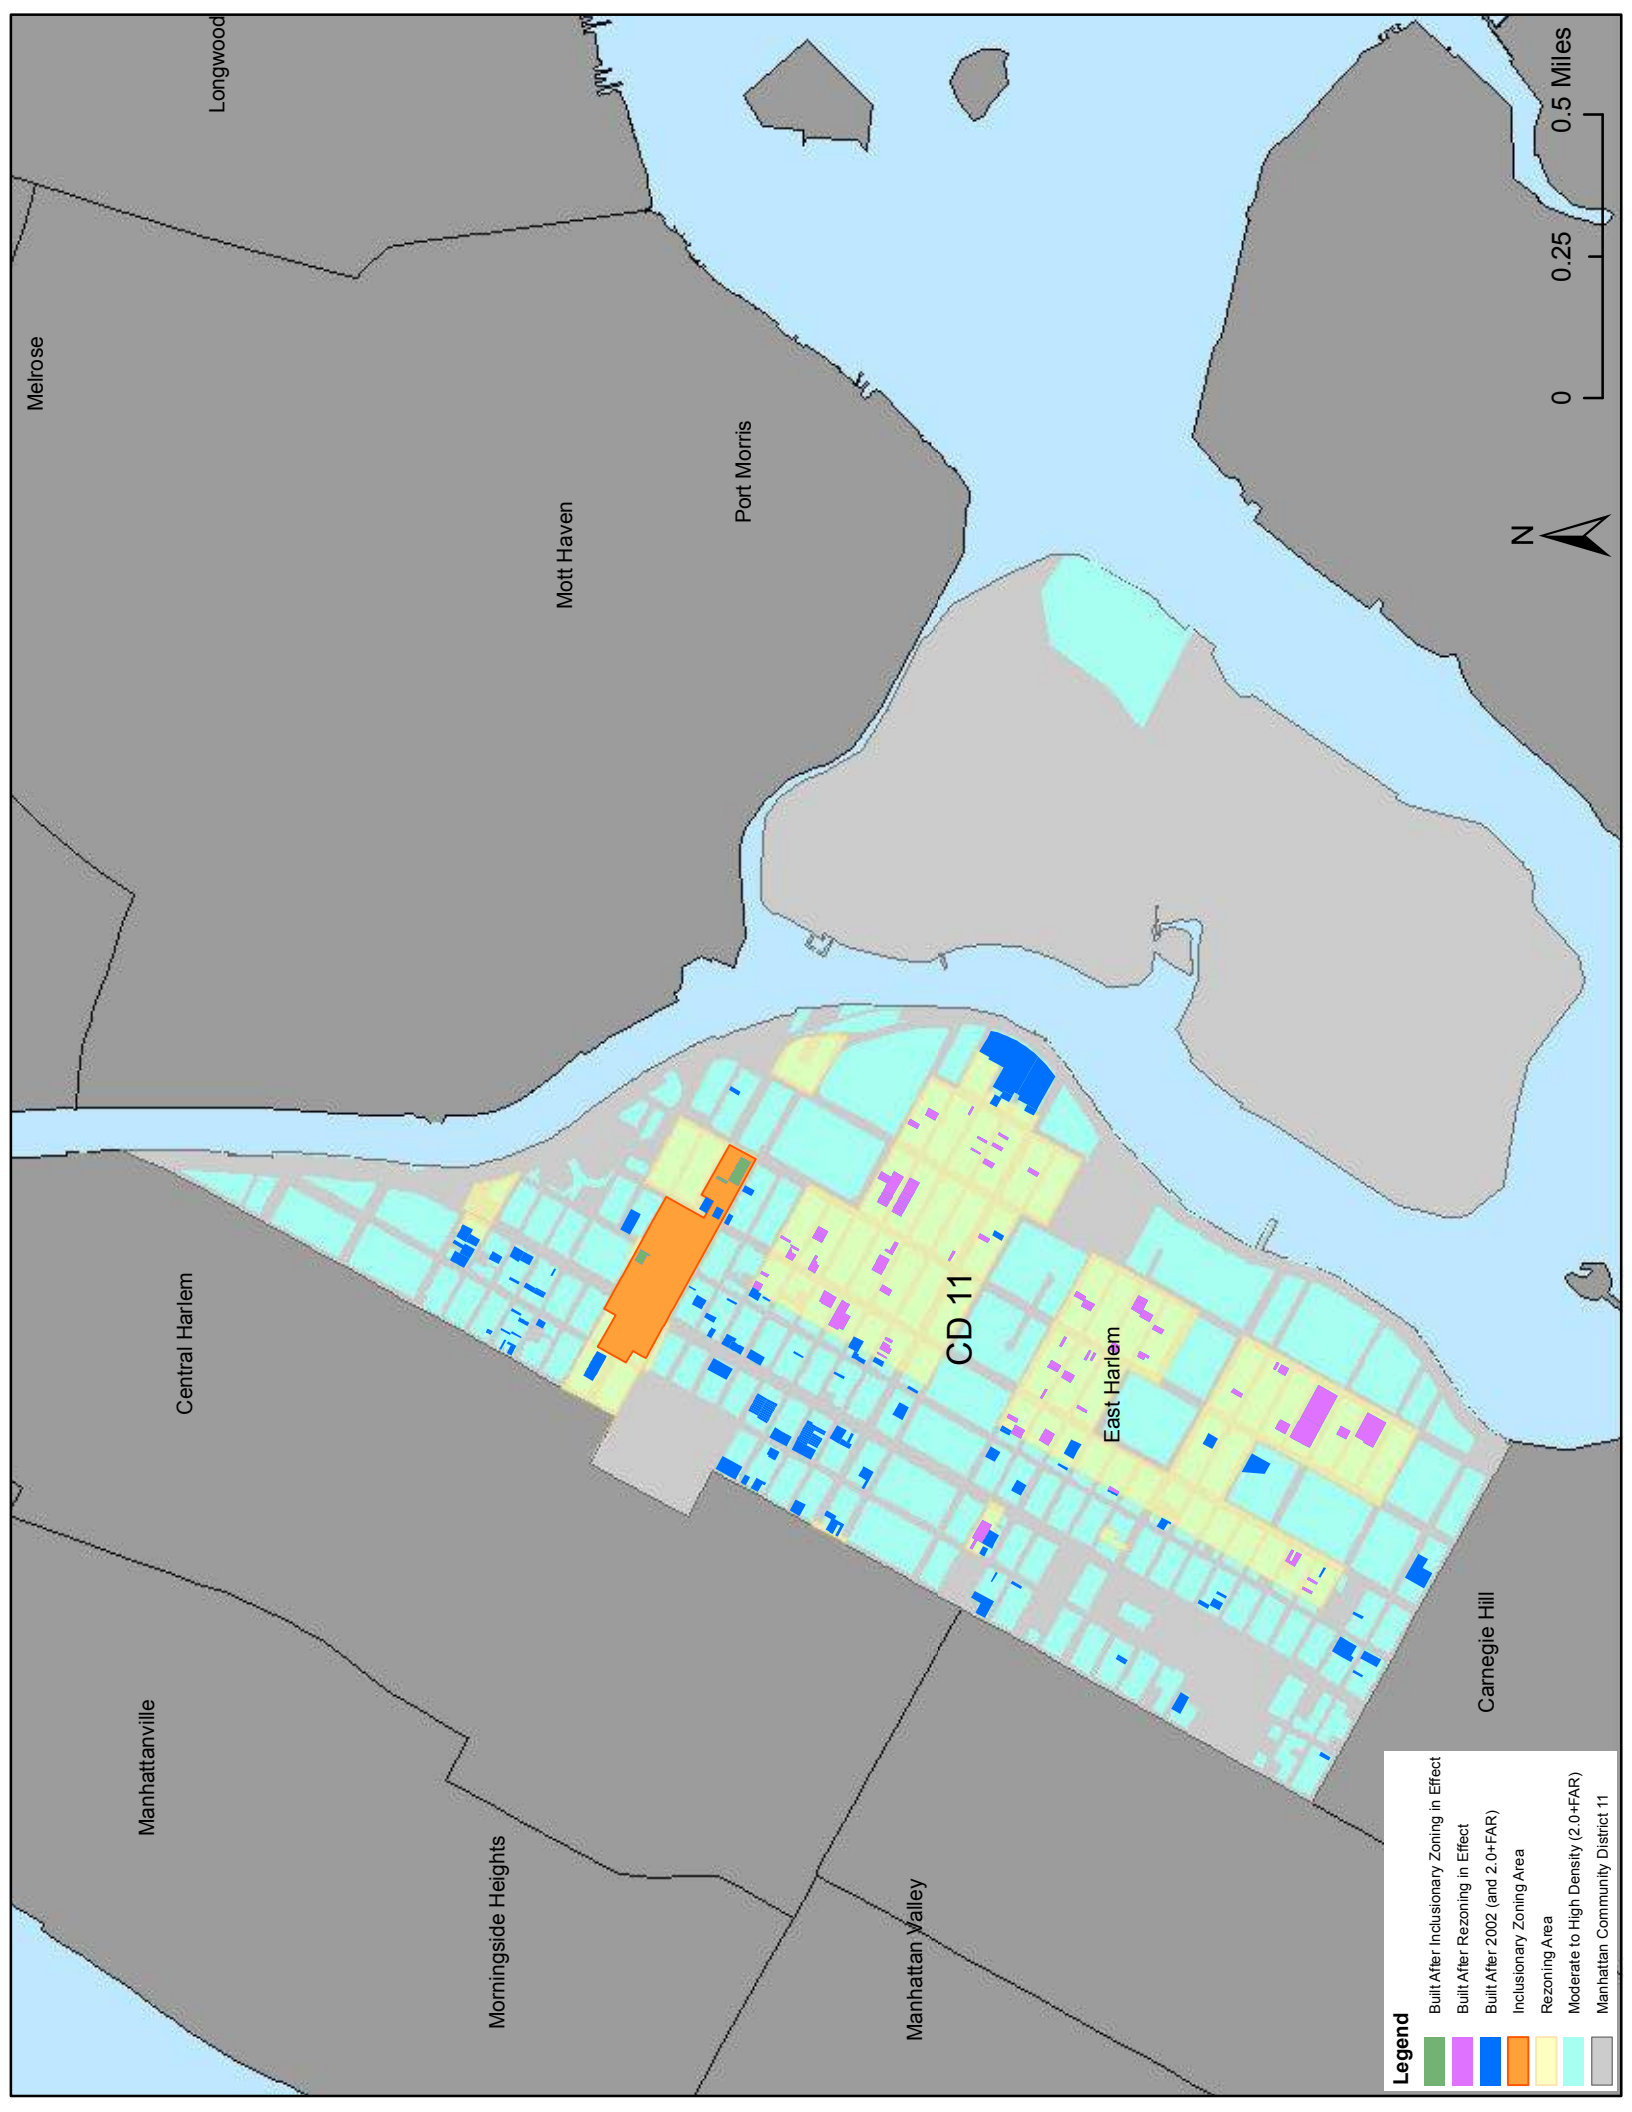 Melrose
Longwood
Central Harlem
Manhattanville
Mott Haven
Port Morris
Morningside Heights
CD 11
East Harlem
Manhattan Valley
Carnegie Hill
N
0
0.25
0.5 Miles
Legend
Built After Inclusionary Zoning in Effect
Built After Rezoning in Effect
Built After 2002 (and 2.0+FAR)
Inclusionary Zoning Area
Rezoning Area
Moderate to High Density (2.0+FAR)
Manhattan Community District 11